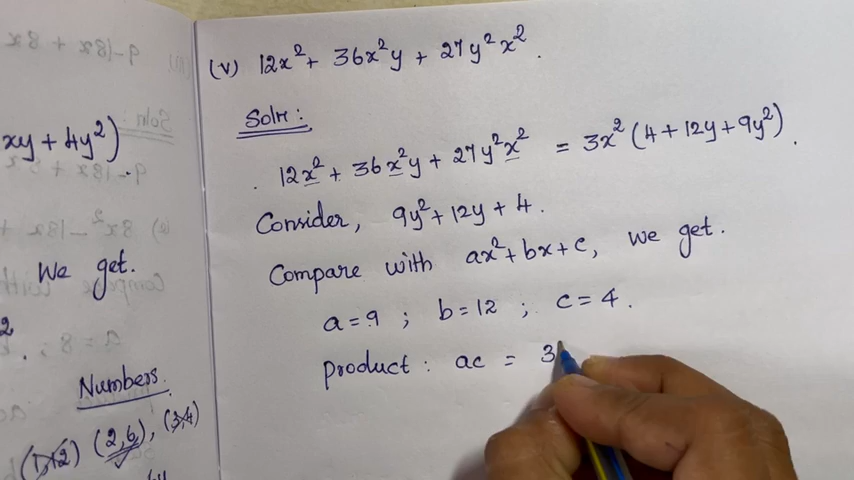 xy + 4y²)
We get.
2
Numbers.
(1,12) (2,6), (3,4)
(v) 12x² + 36x²y + 27y²x².
Soln:
12x² + 36x²y + 27y²x² = 3x² (4 + 12y + 9y²).
Consider, 9y² + 12y + 4.
Compare with ax² + bx + c, we get.
a = 9 ; b = 12 ; c = 4.
product : ac = 3